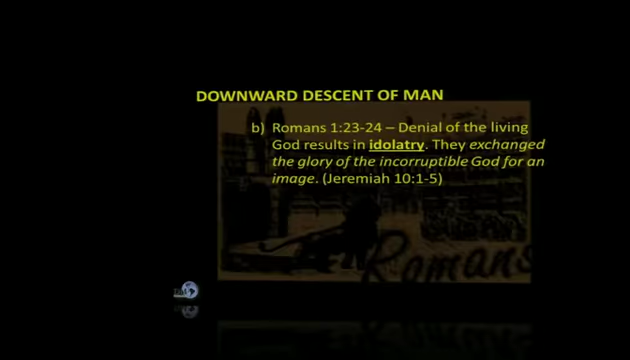 DOWNWARD DESCENT OF MAN
b) Romans 1:23-24 – Denial of the living
God results in idolatry. They exchanged
the glory of the incorruptible God for an
image. (Jeremiah 10:1-5)
Romans